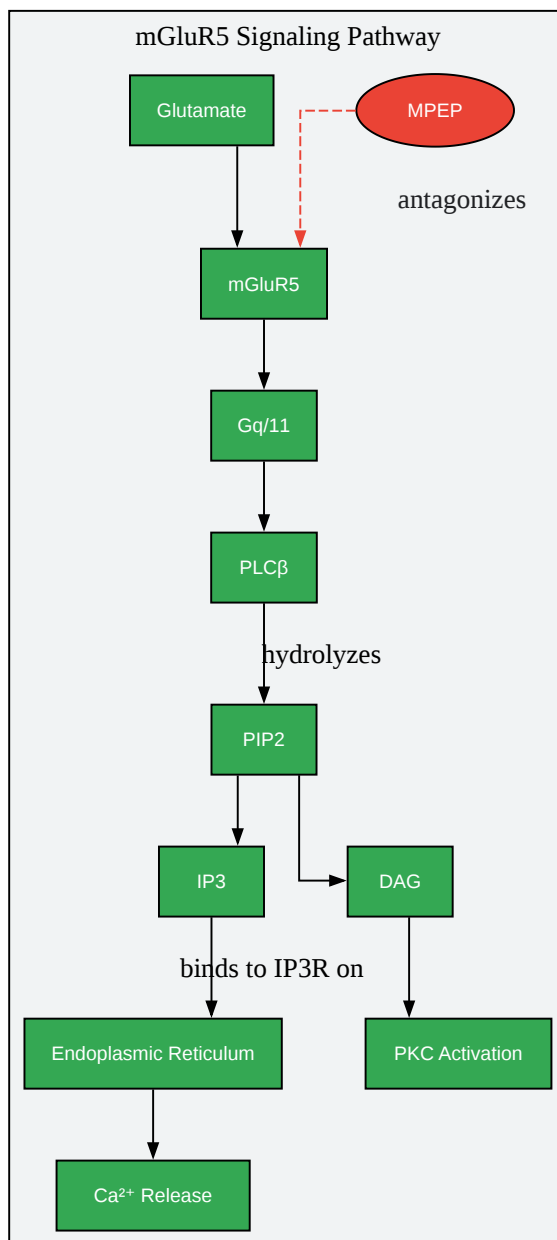 mGluR5 Signaling Pathway
Glutamate
MPEP
antagonizes
mGluR5
Gq/11
PLCβ
hydrolyzes
PIP2
IP3
DAG
binds to IP3R on
Endoplasmic Reticulum
PKC Activation
Ca²⁺ Release